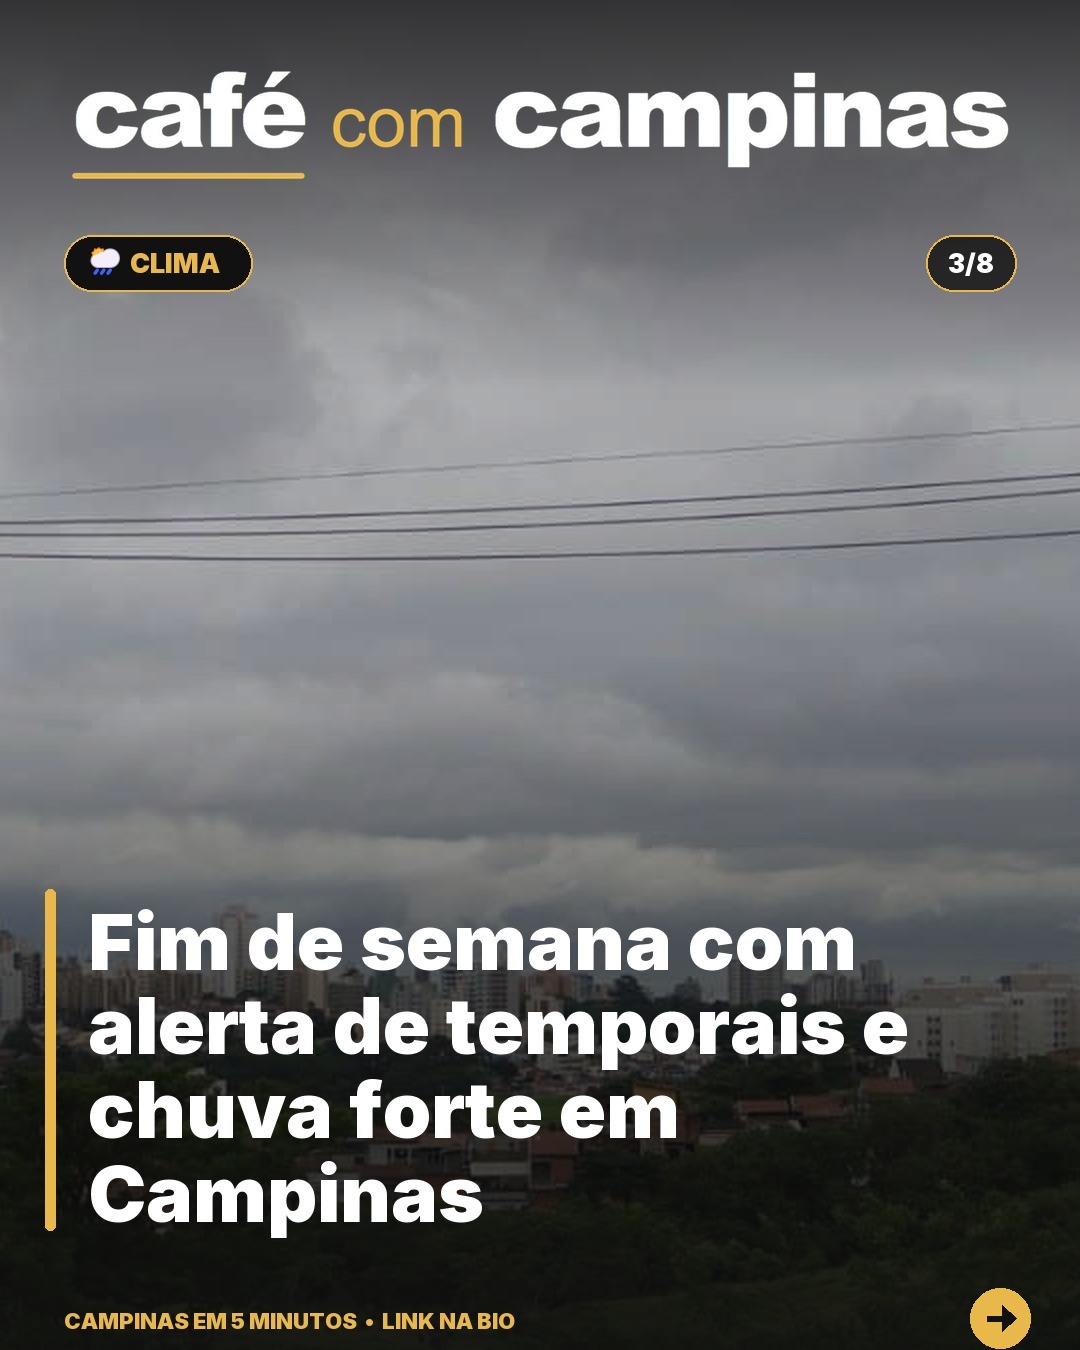 café com campinas
CLIMA
3/8
Fim de semana com
alerta de temporais e
chuva forte em
Campinas
CAMPINAS EM 5 MINUTOS • LINK NA BIO